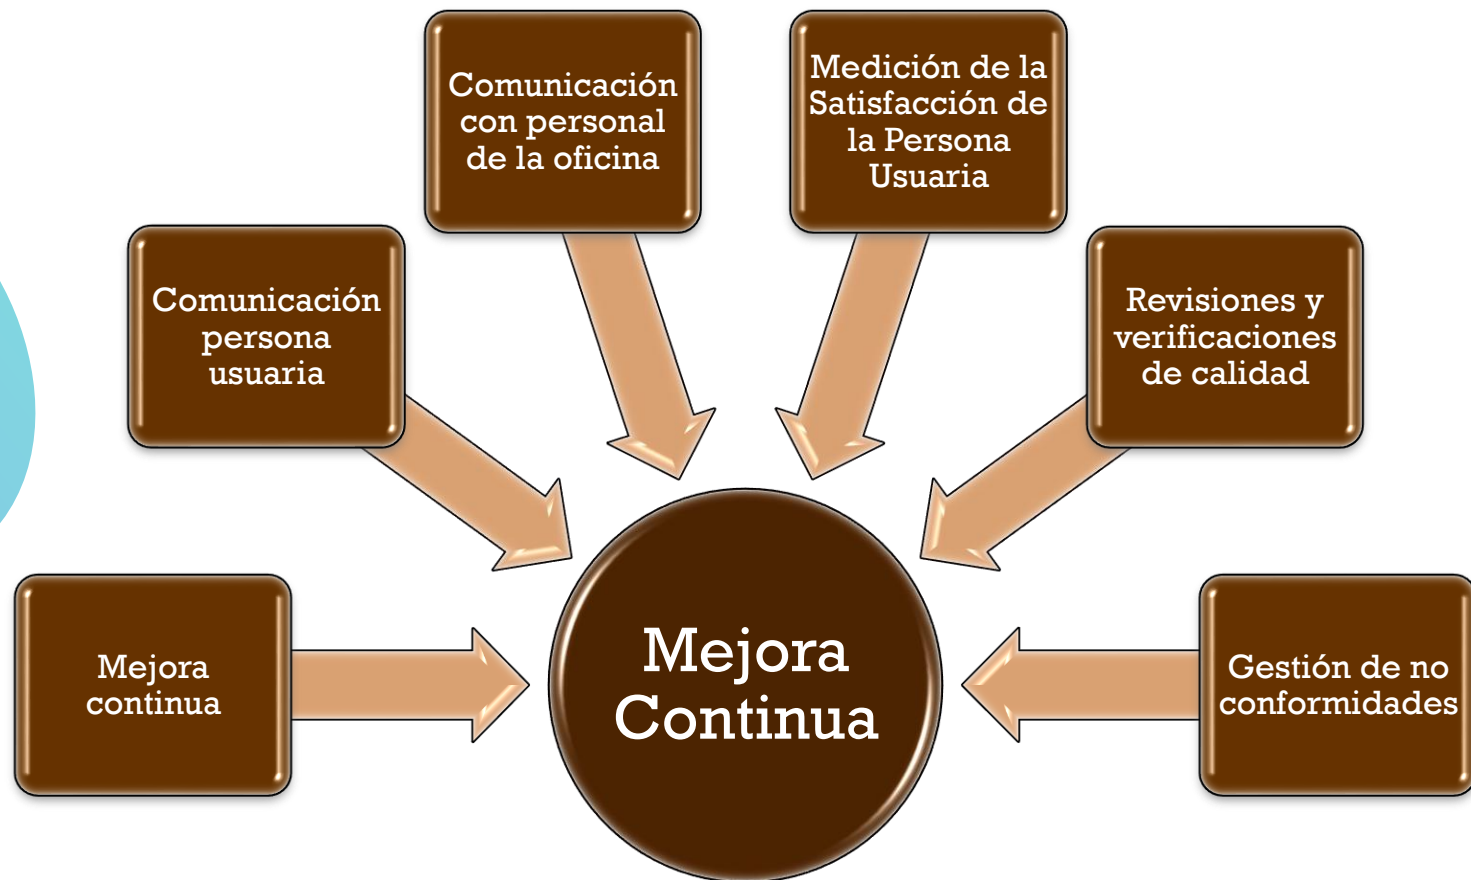 Comunicación
con personal
de la oficina
Medición de la
Satisfacción de
la Persona
Usuaria
Comunicación
persona
usuaria
Revisiones y
verificaciones
de calidad
Mejora
continua
Mejora
Continua
Gestión de no
conformidades